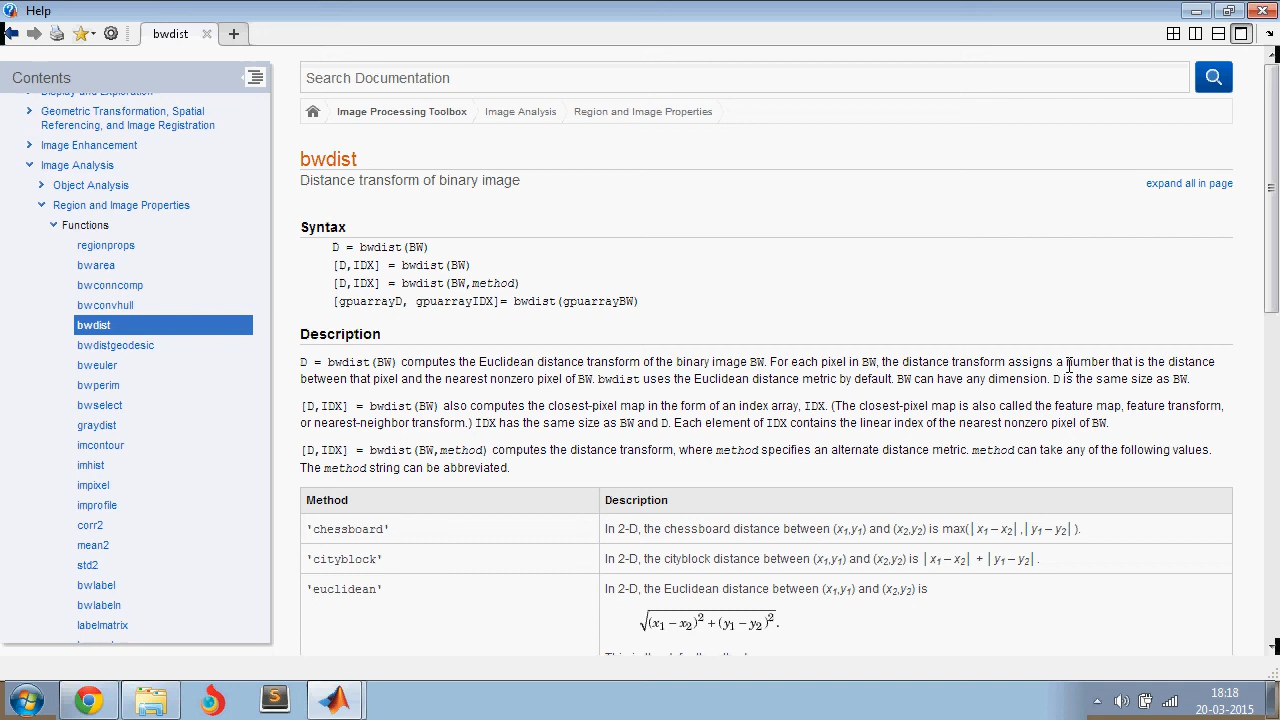 Help
bwdist
Contents
Search Documentation
Display and Exploration
Geometric Transformation, Spatial
Referencing, and Image Registration
Image Enhancement
Image Analysis
Object Analysis
Region and Image Properties
Functions
regionprops
bwarea
bwconncomp
bwconvhull
bwdist
bwdistgeodesic
bweuler
bwperim
bwselect
graydist
imcontour
imhist
impixel
improfile
corr2
mean2
std2
bwlabel
bwlabeln
labelmatrix
Image Processing Toolbox Image Analysis Region and Image Properties
bwdist
Distance transform of binary image
expand all in page
Syntax
D = bwdist(BW)
[D,IDX] = bwdist(BW)
[D,IDX] = bwdist(BW,method)
[gpuarrayD, gpuarrayIDX]= bwdist(gpuarrayBW)
Description
D = bwdist(BW) computes the Euclidean distance transform of the binary image BW. For each pixel in BW, the distance transform assigns a number that is the distance
between that pixel and the nearest nonzero pixel of BW. bwdist uses the Euclidean distance metric by default. BW can have any dimension. D is the same size as BW.
[D,IDX] = bwdist(BW) also computes the closest-pixel map in the form of an index array, IDX. (The closest-pixel map is also called the feature map, feature transform,
or nearest-neighbor transform.) IDX has the same size as BW and D. Each element of IDX contains the linear index of the nearest nonzero pixel of BW.
[D,IDX] = bwdist(BW,method) computes the distance transform, where method specifies an alternate distance metric. method can take any of the following values.
The method string can be abbreviated.
Method Description
'chessboard' In 2-D, the chessboard distance between (x1,y1) and (x2,y2) is max(│x1 – x2│,│y1 – y2│).
'cityblock' In 2-D, the cityblock distance between (x1,y1) and (x2,y2) is │x1 – x2│ + │y1 – y2│.
'euclidean' In 2-D, the Euclidean distance between (x1,y1) and (x2,y2) is
√(x1 − x2)² + (y1 − y2)².
S
18:18
20-03-2015